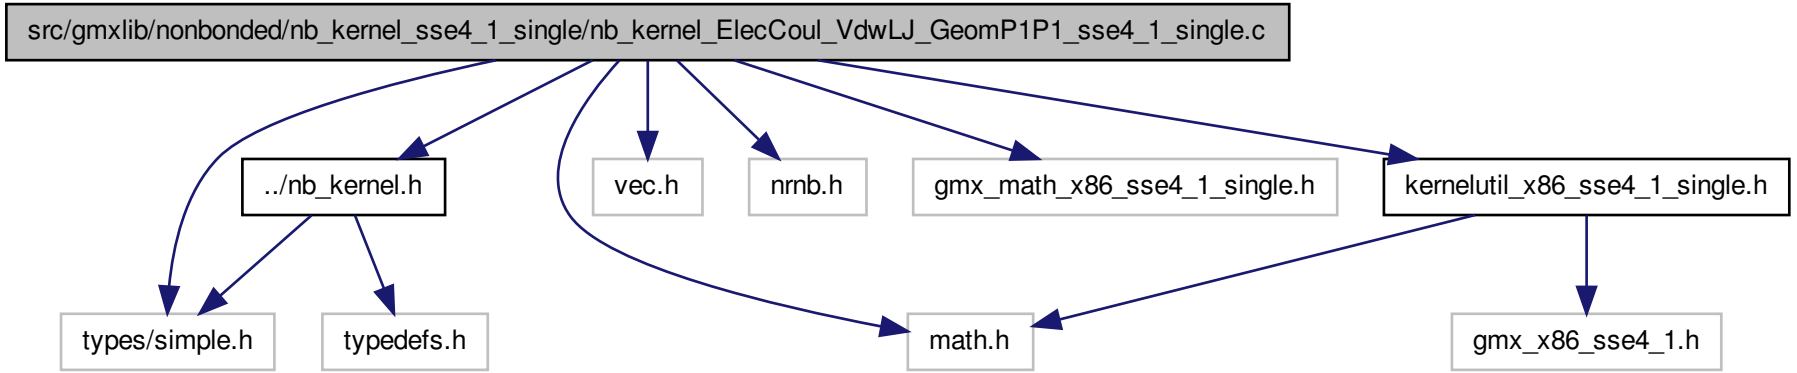 src/gmxlib/nonbonded/nb_kernel_sse4_1_single/nb_kernel_ElecCoul_VdwLJ_GeomP1P1_sse4_1_single.c
../nb_kernel.h
vec.h
nrnb.h
gmx_math_x86_sse4_1_single.h
kernelutil_x86_sse4_1_single.h
types/simple.h
typedefs.h
math.h
gmx_x86_sse4_1.h